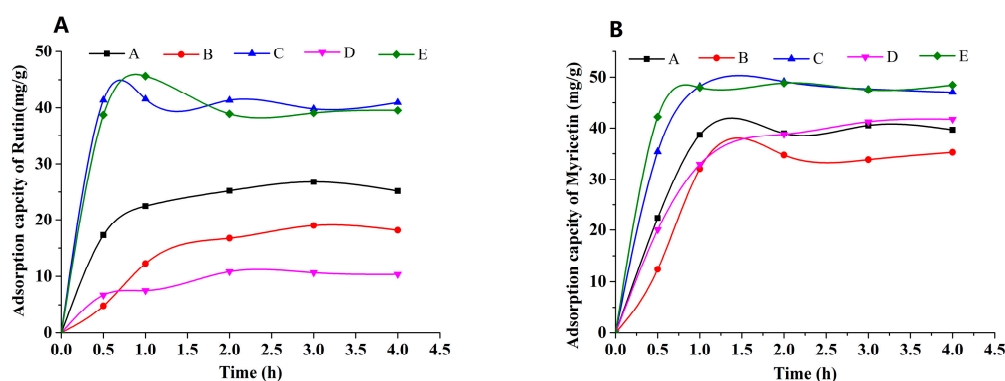 A
A B C D E
Adsorption capcity of Rutin(mg/g)
50
40
30
20
10
0
0.0 0.5 1.0 1.5 2.0 2.5 3.0 3.5 4.0 4.5
Time (h)
B
A B C D E
Adsorption capcity of Myricetin (mg/g)
50
40
30
20
10
0
0.0 0.5 1.0 1.5 2.0 2.5 3.0 3.5 4.0 4.5
Time (h)